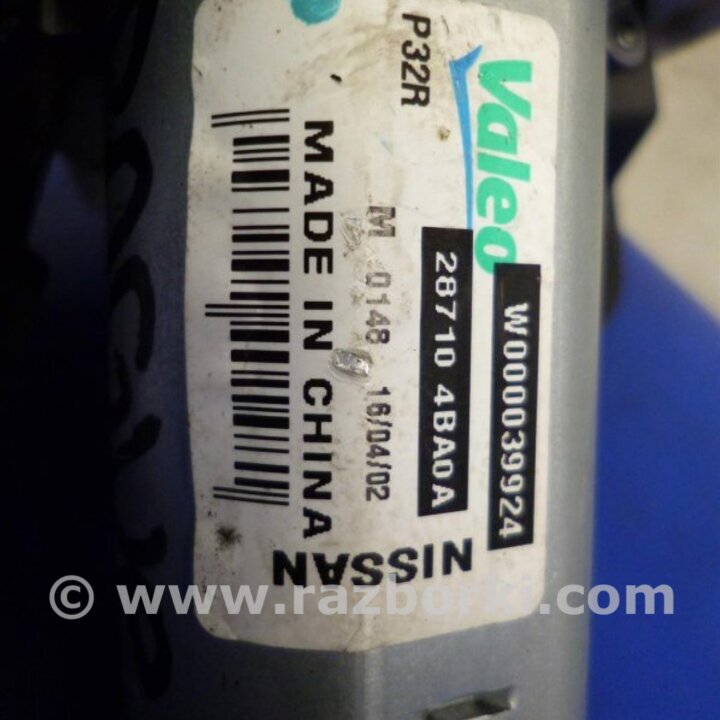 Valeo
W000039924
P32R
28710 4BA0A
M 0148 16/04/02
MADE IN CHINA
NISSAN
© www.razborki.com